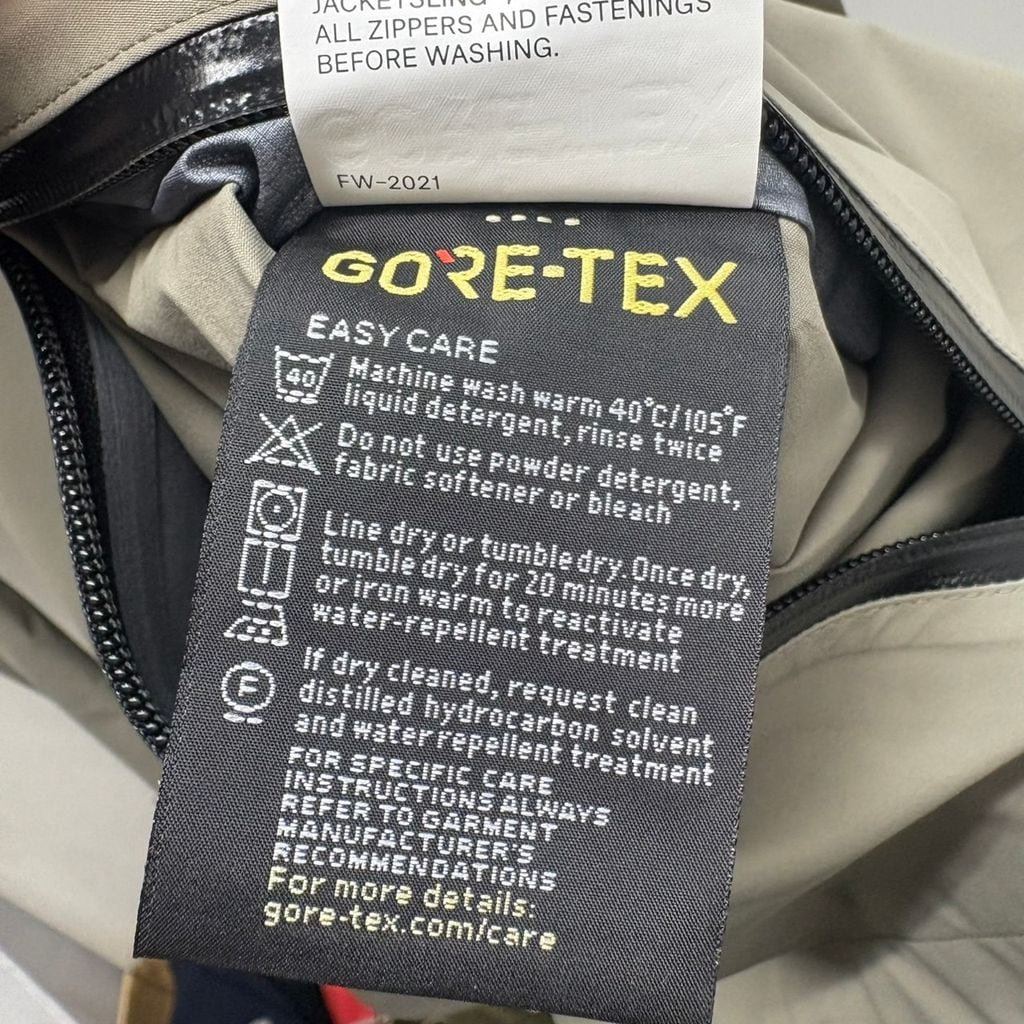 JACKETSLING
ALL ZIPPERS AND FASTENINGS
BEFORE WASHING.
GORE-TEX
FW-2021
GORE-TEX
EASY CARE
40
Machine wash warm 40°C/105°F
liquid detergent, rinse twice
Do not use powder detergent,
fabric softener or bleach
Line dry or tumble dry. Once dry,
tumble dry for 20 minutes more
or iron warm to reactivate
water-repellent treatment
F
If dry cleaned, request clean
distilled hydrocarbon solvent
and water repellent treatment
FOR SPECIFIC CARE
INSTRUCTIONS ALWAYS
REFER TO GARMENT
MANUFACTURER'S
RECOMMENDATIONS
For more details:
gore-tex.com/care